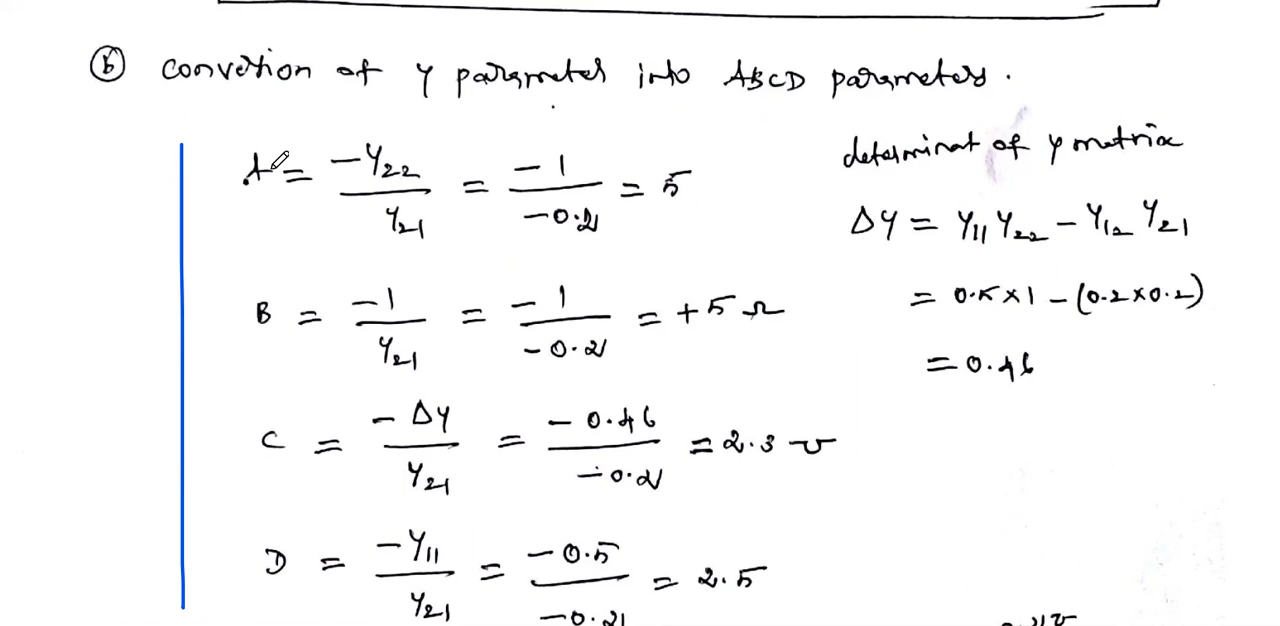 (b) convetion of Y parameter into ABCD parameters.
A = -Y22/Y21 = -1/-0.2 = 5
B = -1/Y21 = -1/-0.2 = +5 Ω
C = -ΔY/Y21 = -0.46/-0.2 = 2.3 ʊ
D = -Y11/Y21 = -0.5/-0.2 = 2.5
determinat of Y matrix
ΔY = Y11 Y22 - Y12 Y21
= 0.5×1 - (0.2×0.2)
= 0.46